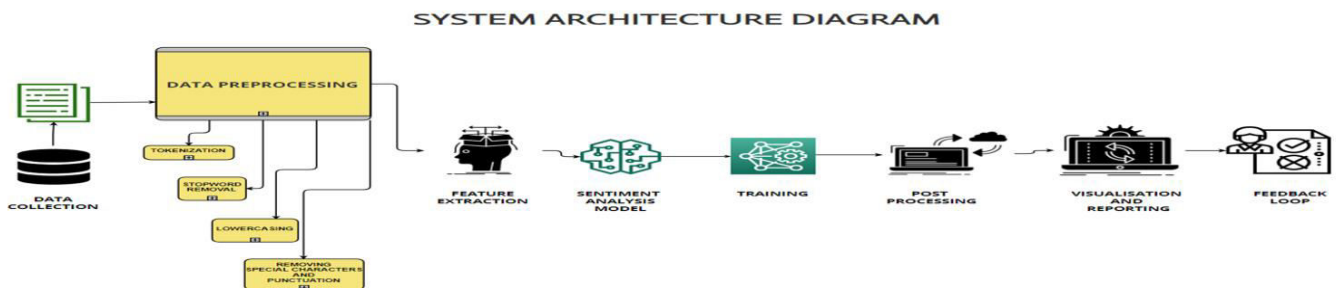 SYSTEM ARCHITECTURE DIAGRAM
DATA PREPROCESSING
TOKENIZATION
STOPWORD
REMOVAL
LOWERCASING
REMOVING
SPECIAL CHARACTERS
AND
PUNCTUATION
DATA
COLLECTION
FEATURE
EXTRACTION
SENTIMENT
ANALYSIS
MODEL
TRAINING
POST
PROCESSING
VISUALISATION
AND
REPORTING
FEEDBACK
LOOP